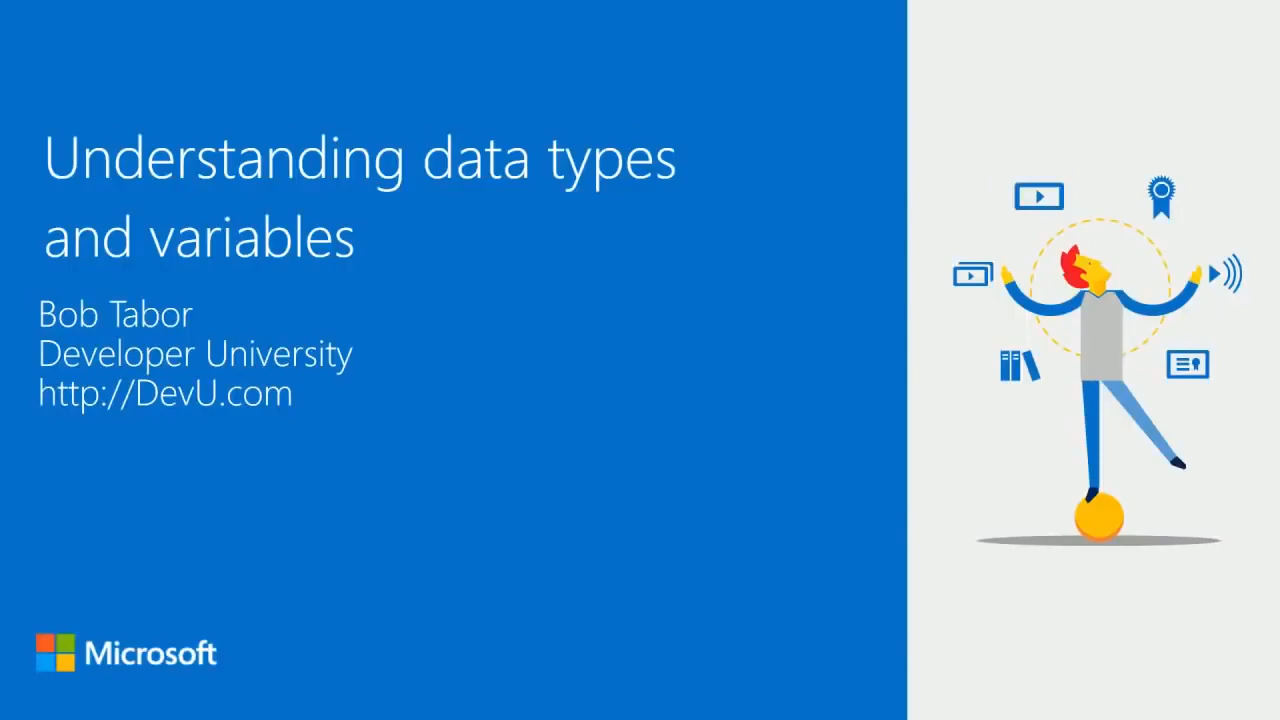 Understanding data types
and variables
Bob Tabor
Developer University
http://DevU.com
Microsoft